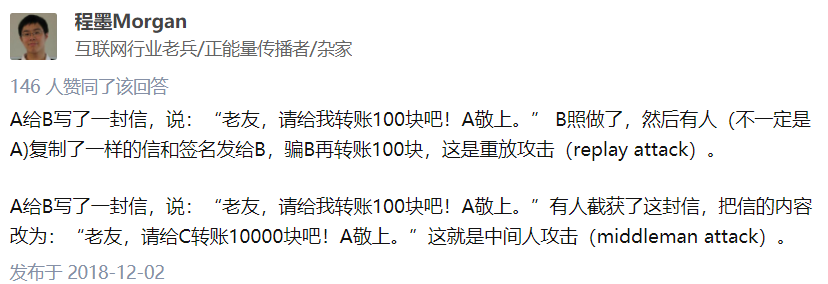 程墨Morgan
互联网行业老兵/正能量传播者/杂家
146 人赞同了该回答
A给B写了一封信，说：“老友，请给我转账100块吧！A敬上。” B照做了，然后有人（不一定是
A)复制了一样的信和签名发给B，骗B再转账100块，这是重放攻击（replay attack）。
A给B写了一封信，说：“老友，请给我转账100块吧！A敬上。”有人截获了这封信，把信的内容
改为：“老友，请给C转账10000块吧！A敬上。”这就是中间人攻击（middleman attack）。
发布于 2018-12-02